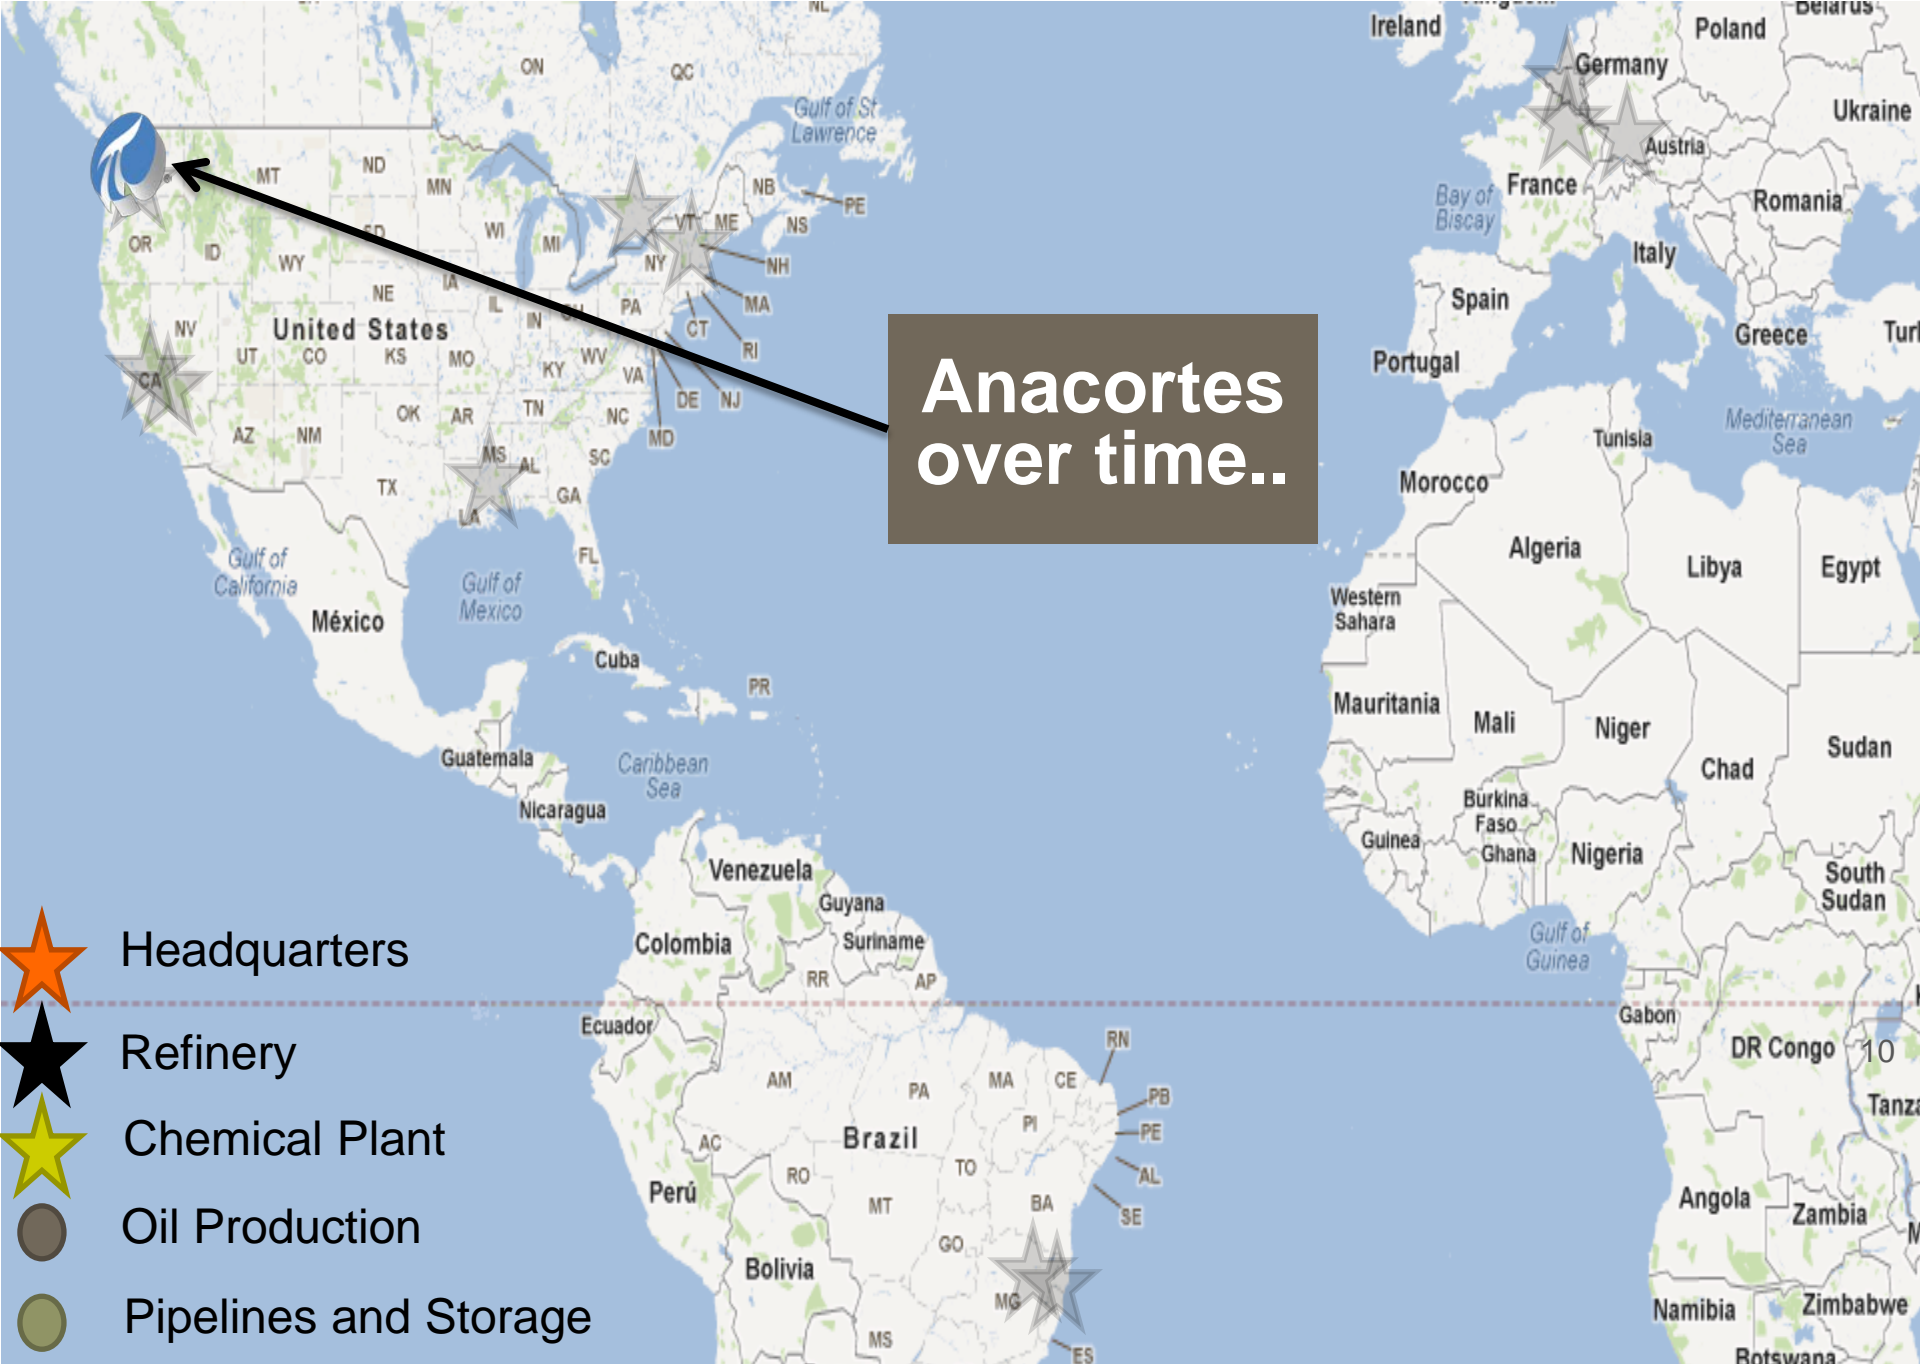 NL
Ireland
Poland
Belarus
ON
QC
Germany
Gulf of St
Lawrence
Ukraine
Austria
MT
ND
MN
NB
PE
France
Bay of
Biscay
Romania
OR
ID
WY
WI
MI
VT
ME
NS
NY
NH
Italy
NE
IA
IL
IN
PA
MA
CT
Spain
NV
United States
UT
CO
KS
MO
KY
WV
VA
RI
Greece
Portugal
CA
OK
AR
TN
NC
DE
NJ
MD
Anacortes
over time..
Mediterranean
Sea
Tunisia
AZ
NM
MS
AL
SC
GA
TX
LA
Morocco
Algeria
Libya
Egypt
Gulf of
California
Gulf of
Mexico
FL
Western
Sahara
México
Cuba
PR
Mauritania
Mali
Niger
Chad
Sudan
Guatemala
Caribbean
Sea
Nicaragua
Burkina
Faso
Guinea
Ghana
Nigeria
South
Sudan
Venezuela
Guyana
Colombia
Suriname
RR
AP
Gulf of
Guinea
Headquarters
Ecuador
Gabon
DR Congo
10
Refinery
RN
AM
PA
MA
CE
PB
Chemical Plant
AC
Brazil
PI
PE
TO
AL
RO
Perú
MT
BA
SE
Angola
Zambia
Oil Production
GO
Bolivia
MG
Pipelines and Storage
MS
ES
Namibia
Zimbabwe
Botswana